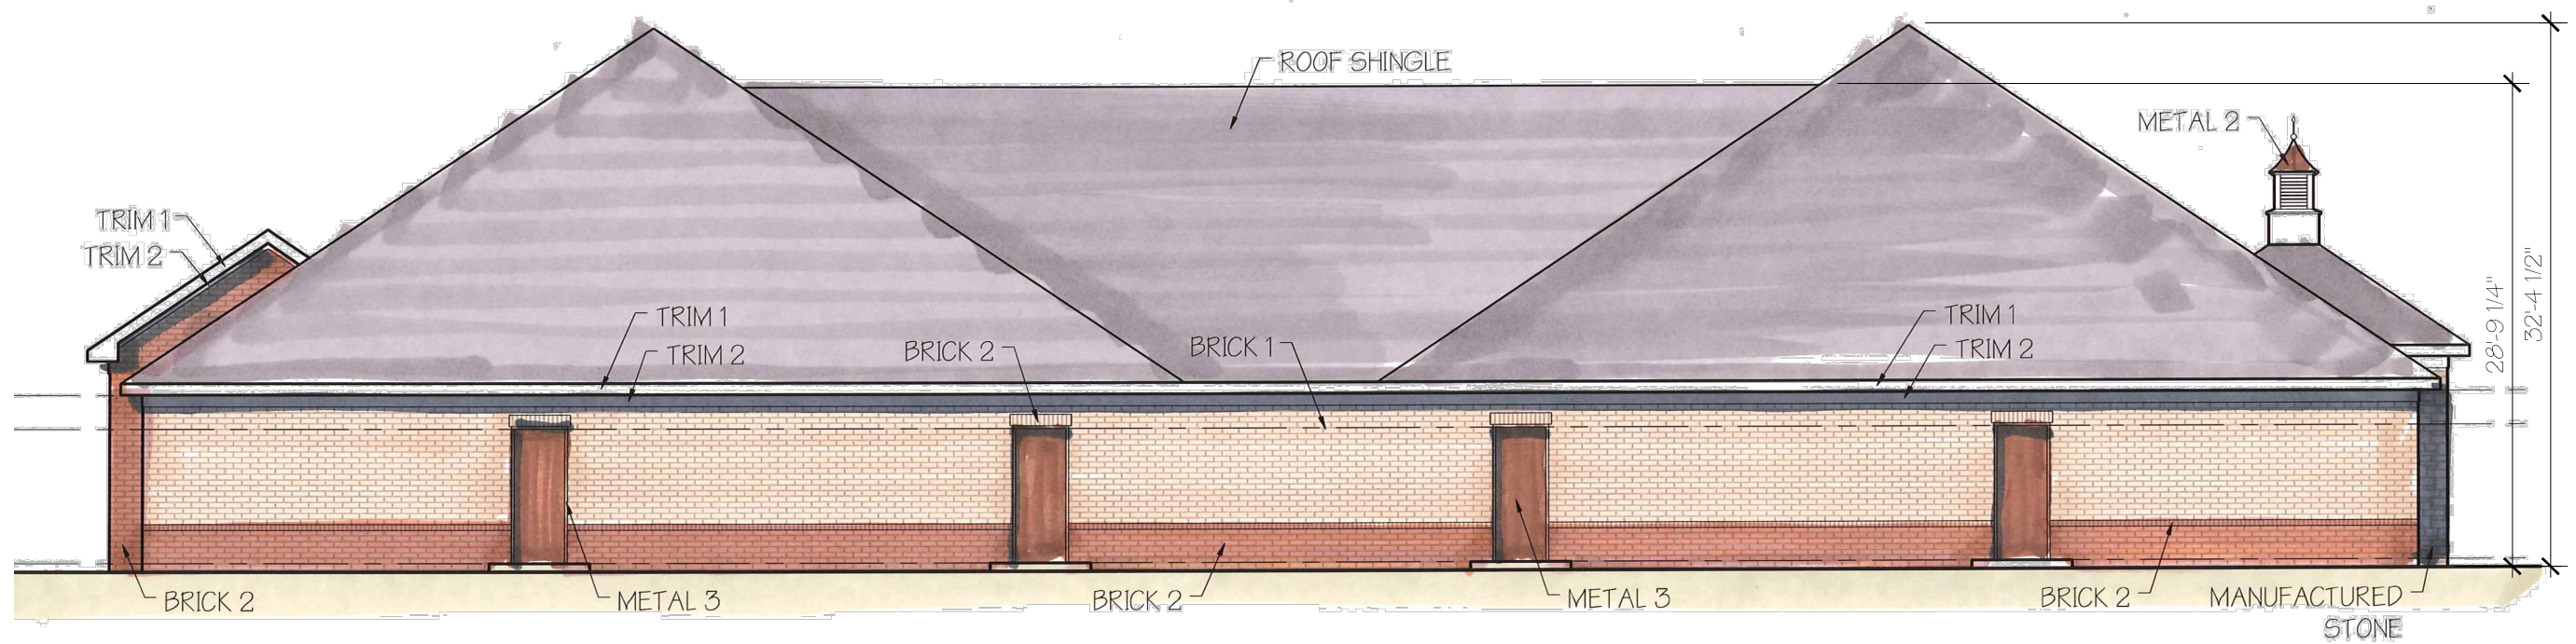 ROOF SHINGLE
METAL 2
TRIM 1
TRIM 2
28'-9 1/4"
32'-4 1/2"
TRIM 1
TRIM 2
BRICK 2
BRICK 1
TRIM 1
TRIM 2
BRICK 2
METAL 3
BRICK 2
METAL 3
BRICK 2
MANUFACTURED
STONE